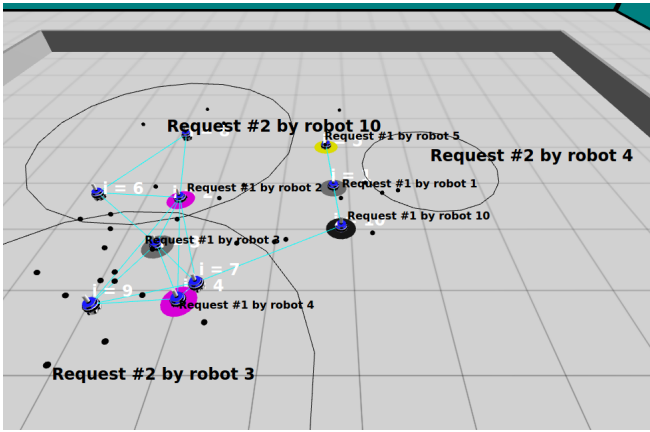 Request #2 by robot 10
Request #1 by robot 5
Request #2 by robot 4
i = 6
Request #1 by robot 2
Request #1 by robot 1
Request #1 by robot 10
Request #1 by robot 3
i = 7
i = 9
4
Request #1 by robot 4
Request #2 by robot 3